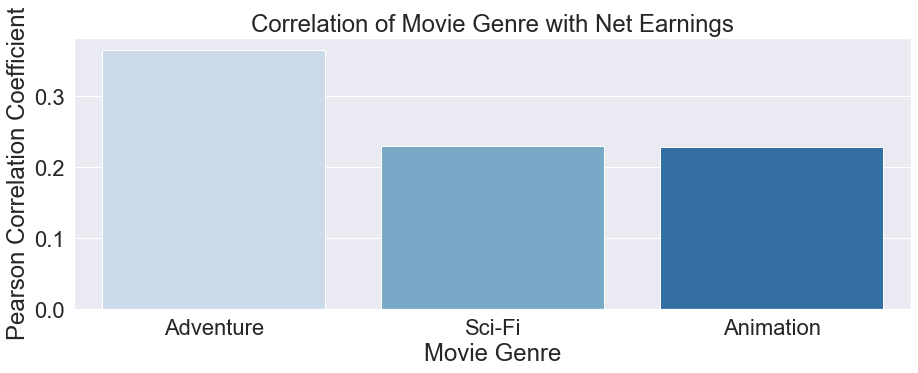 Correlation of Movie Genre with Net Earnings
Pearson Correlation Coefficient
0.3
0.2
0.1
0.0
Adventure
Sci-Fi
Animation
Movie Genre